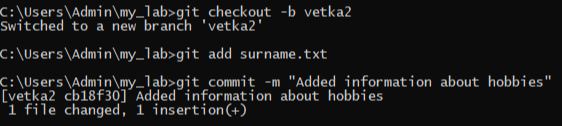 C:\Users\Admin\my_lab>git checkout -b vetka2
Switched to a new branch 'vetka2'
C:\Users\Admin\my_lab>git add surname.txt
C:\Users\Admin\my_lab>git commit -m "Added information about hobbies"
[vetka2 cb18f30] Added information about hobbies
 1 file changed, 1 insertion(+)